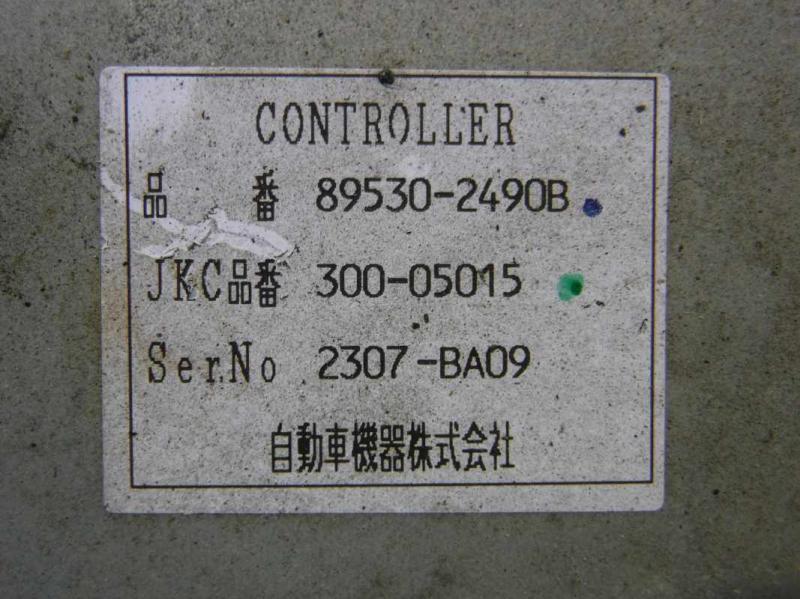 CONTROLLER
品 番 89530-2490B
JKC品番 300-05015
Ser.No 2307-BA09
自動車機器株式会社